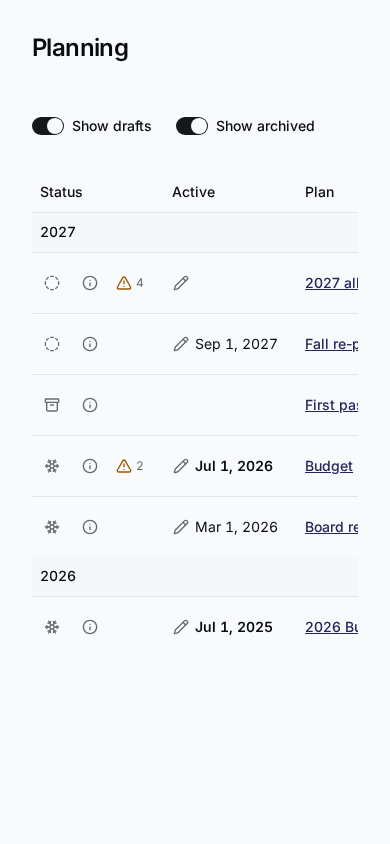 Planning
Show drafts Show archived
Status Active Plan
2027
4 2027 all
Sep 1, 2027 Fall re-p
First pas
2 Jul 1, 2026 Budget
Mar 1, 2026 Board re
2026
Jul 1, 2025 2026 Bu